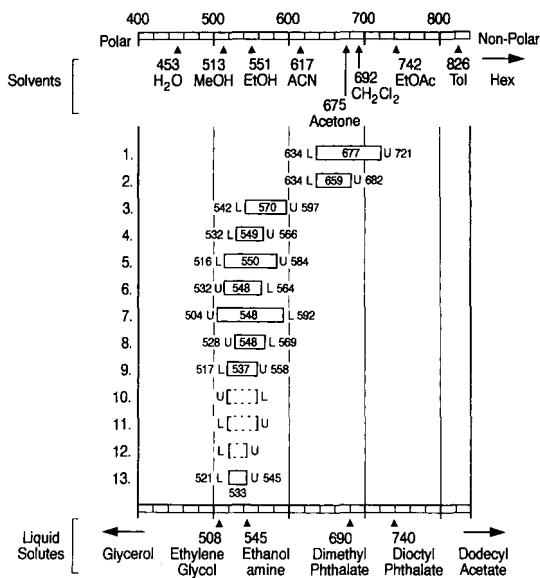 400 500 600 700 800
Polar Non-Polar
453 513 551 617 692 742 826
Solvents H₂O MeOH EtOH ACN CH₂Cl₂ EtOAc Tol Hex
675
Acetone
1. 634 L 677 U 721
2. 634 L 659 U 682
3. 542 L 570 U 597
4. 532 L 549 U 566
5. 516 L 550 U 584
6. 532 U 548 L 564
7. 504 U 548 L 592
8. 528 U 548 L 569
9. 517 L 537 U 558
10. U L
11. L U
12. L U
13. 521 L U 545
533
Liquid Solutes
508 545 690 740
Glycerol Ethylene Glycol Ethanol amine Dimethyl Phthalate Dioctyl Phthalate Dodecyl Acetate